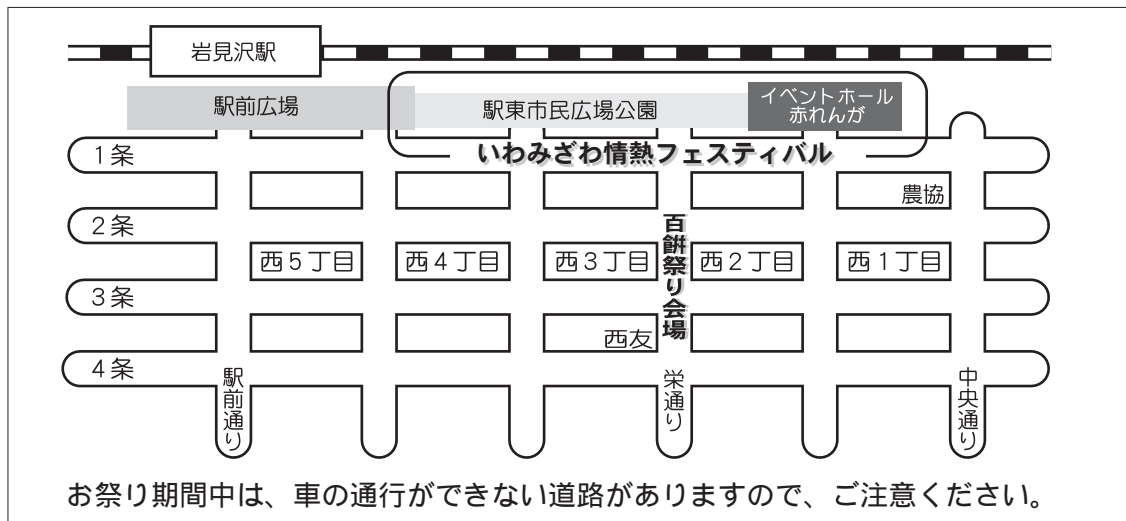 岩見沢駅
駅前広場
駅東市民広場公園
イベントホール
赤れんが
1条
いわみざわ情熱フェスティバル
農協
2条
百餅祭り会場
西5丁目
西4丁目
西3丁目
西2丁目
西1丁目
3条
西友
4条
駅前通り
栄通り
中央通り
お祭り期間中は、車の通行ができない道路がありますので、ご注意ください。